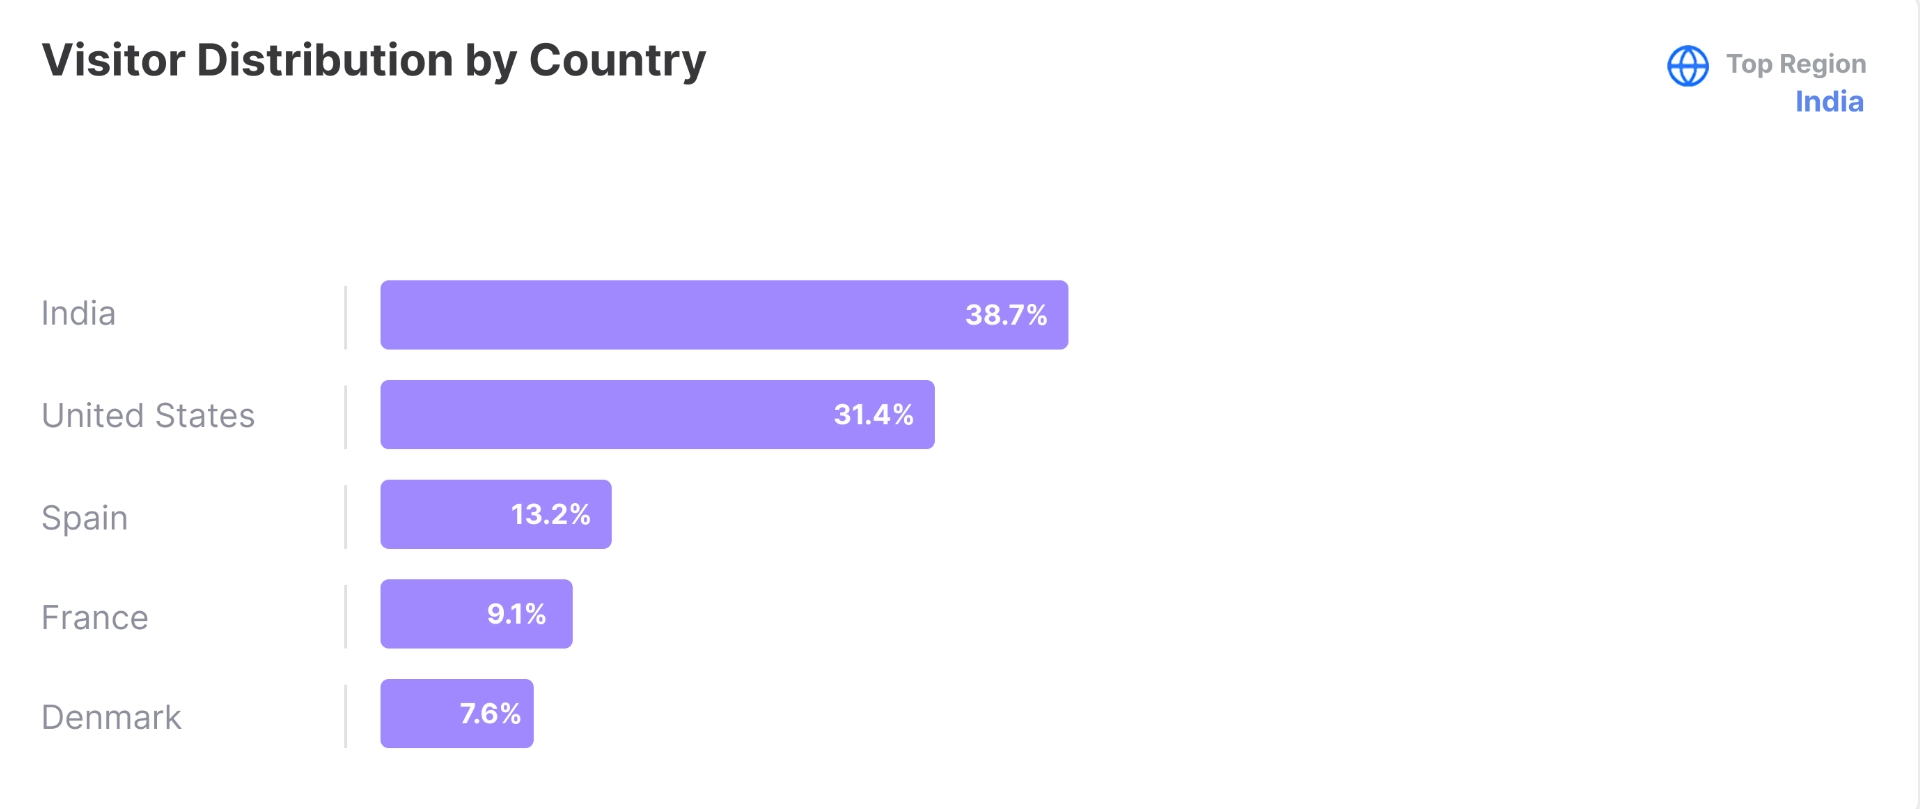 Visitor Distribution by Country
Top Region
India
India
38.7%
United States
31.4%
Spain
13.2%
France
9.1%
Denmark
7.6%